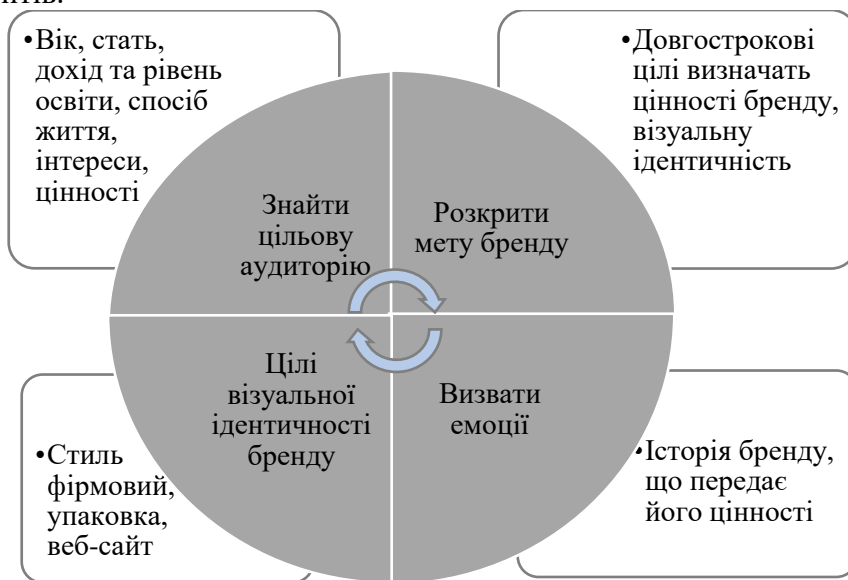 •Вік, стать,
дохід та рівень
освіти, спосіб
життя,
інтереси,
цінності
•Довгострокові
цілі визначать
цінності бренду,
візуальну
ідентичність
Знайти
цільову
аудиторію
Розкрити
мету бренду
Цілі
візуальної
ідентичності
бренду
Визвати
емоції
•Стиль
фірмовий,
упаковка,
веб-сайт
•Історія бренду,
що передає
його цінності